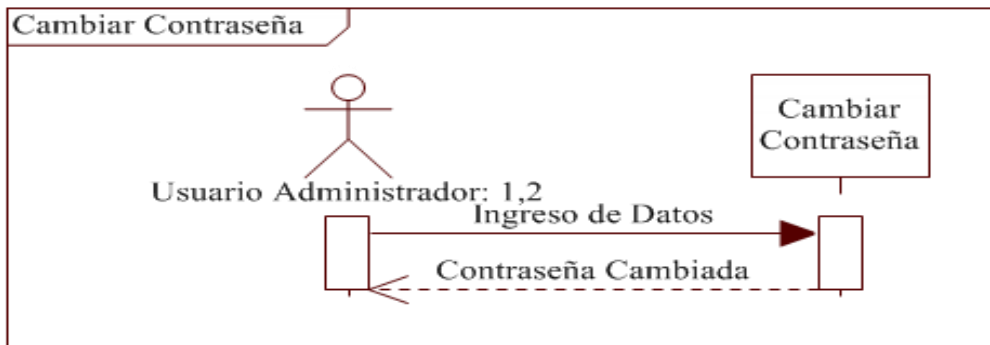 Cambiar Contraseña
Cambiar
Contraseña
Usuario Administrador: 1,2
Ingreso de Datos
Contraseña Cambiada